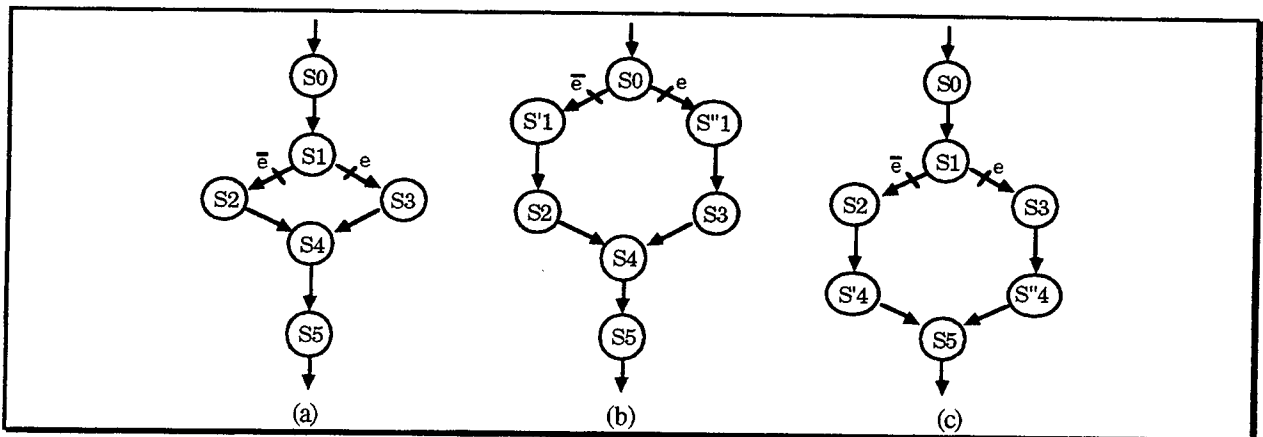 S0
S1
e̅ e
S2 S3
S4
S5
(a)
S0
e̅ e
S'1 S"1
S2 S3
S4
S5
(b)
S0
S1
e̅ e
S2 S3
S'4 S"4
S5
(c)